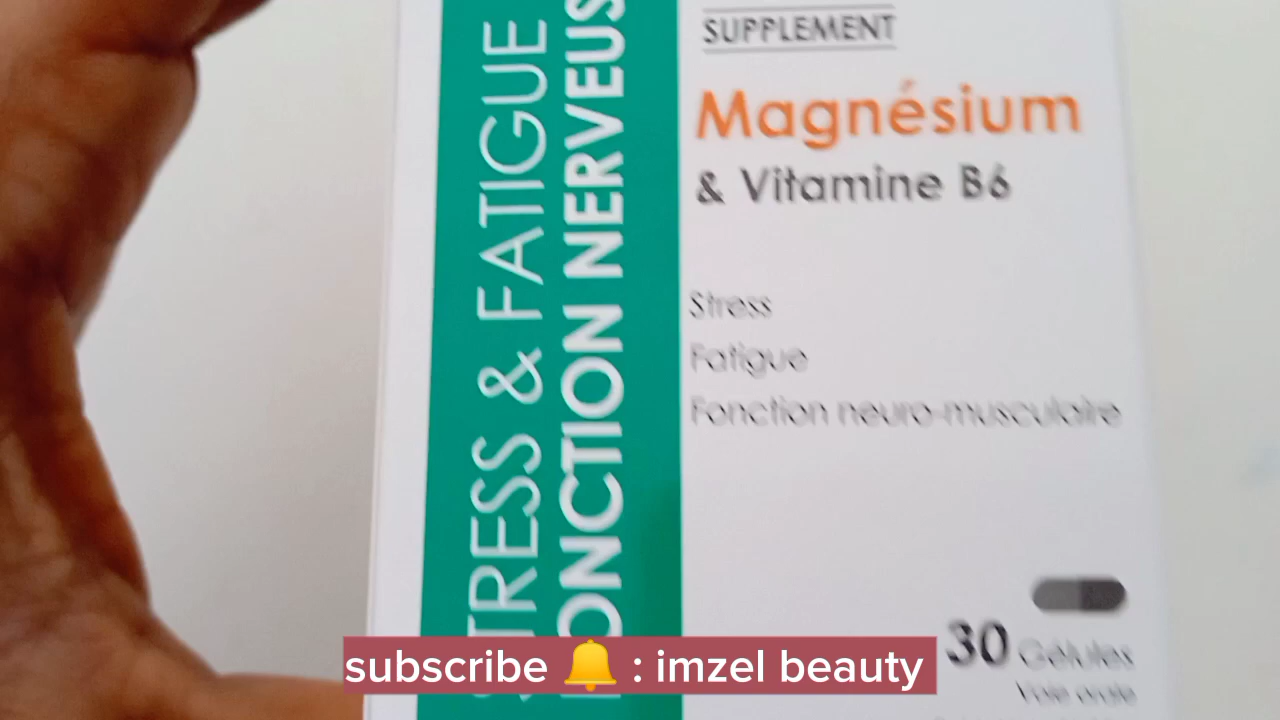 STRESS & FATIGUE
FONCTION NERVEUS
SUPPLEMENT
Magnésium
& Vitamine B6
Stress
Fatigue
Fonction neuro-musculaire
30 Gélules
Voie orale
subscribe 🔔 : imzel beauty